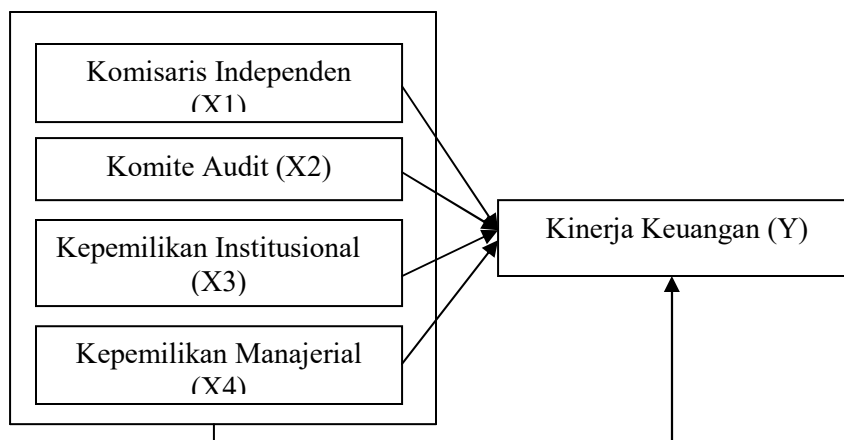 Komisaris Independen
(X1)
Komite Audit (X2)
Kepemilikan Institusional
(X3)
Kepemilikan Manajerial
(X4)
Kinerja Keuangan (Y)